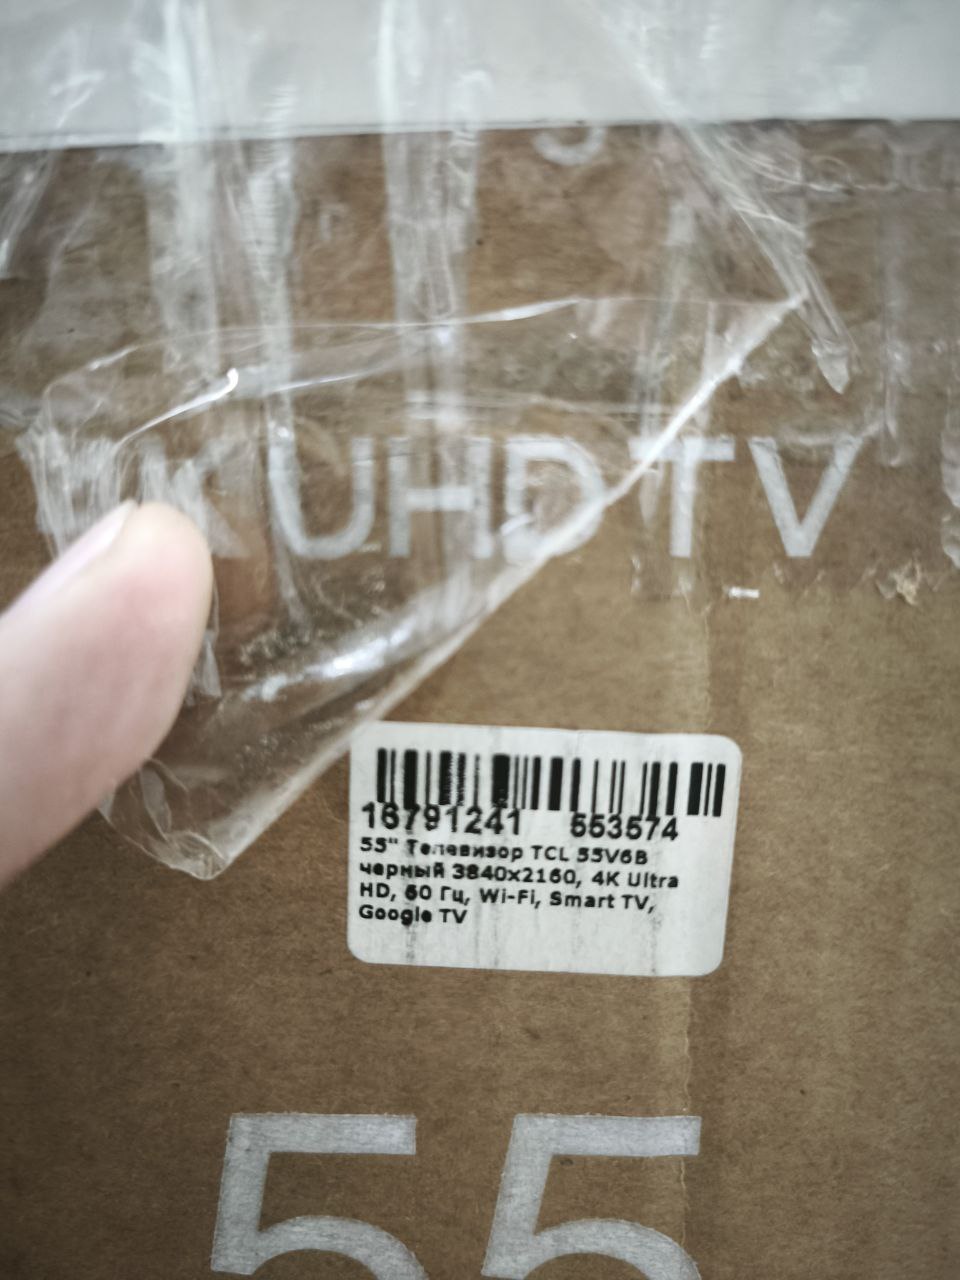 K UHD TV
16791241 553574
55" Телевизор TCL 55V6B
черный 3840x2160, 4K Ultra
HD, 60 Гц, Wi-Fi, Smart TV,
Google TV
55